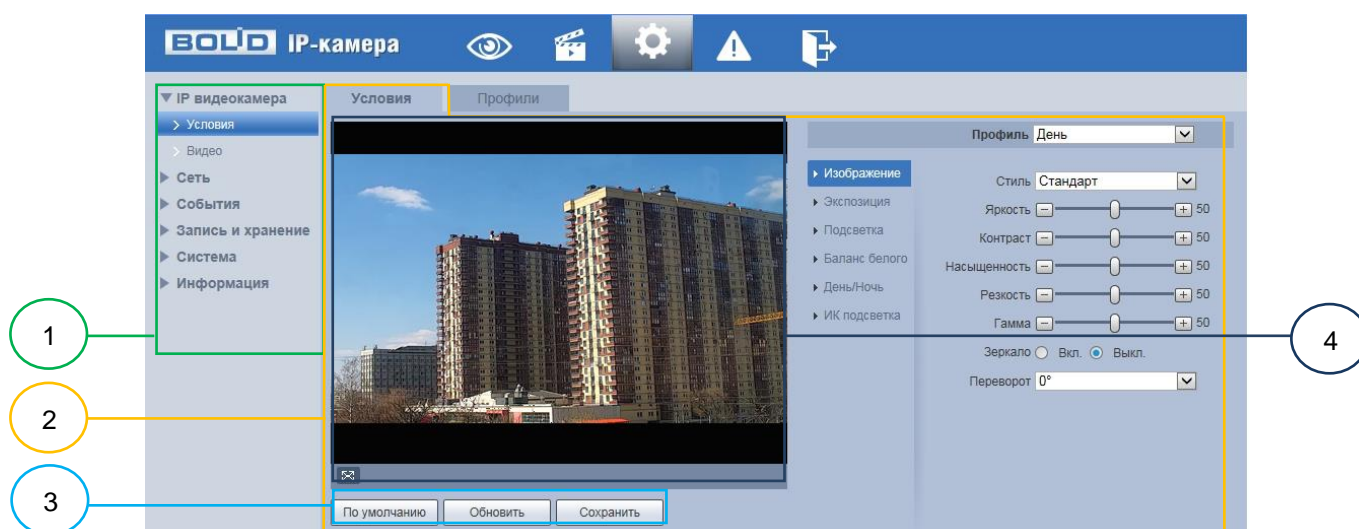 BOLID IP-камера
IP видеокамера
Условия
Видео
Сеть
События
Запись и хранение
Система
Информация
Условия
Профили
Профиль День
Изображение
Экспозиция
Подсветка
Баланс белого
День/Ночь
ИК подсветка
Стиль Стандарт
Яркость 50
Контраст 50
Насыщенность 50
Резкость 50
Гамма 50
Зеркало Вкл. Выкл.
Переворот 0°
По умолчанию
Обновить
Сохранить
1
2
3
4